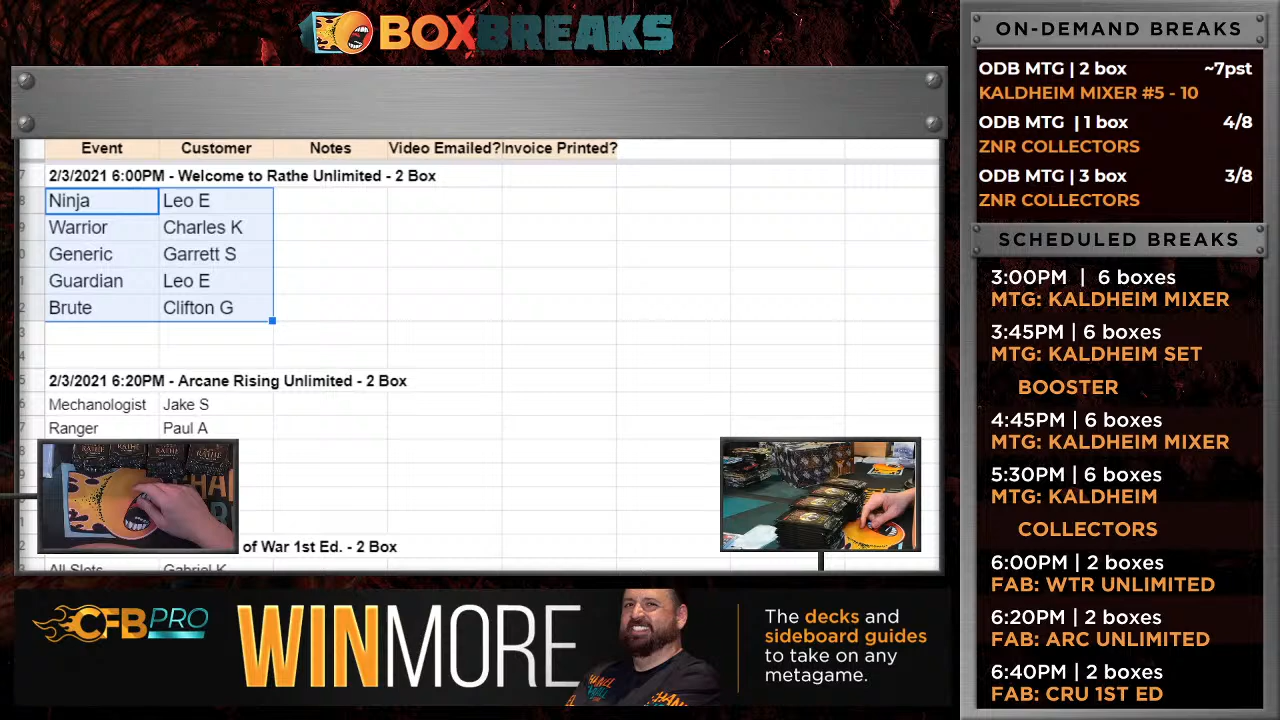 BOXBREAKS
Event Customer Notes Video Emailed? Invoice Printed?
2/3/2021 6:00PM - Welcome to Rathe Unlimited - 2 Box
Ninja Leo E
Warrior Charles K
Generic Garrett S
Guardian Leo E
Brute Clifton G
2/3/2021 6:20PM - Arcane Rising Unlimited - 2 Box
Mechanologist Jake S
Ranger Paul A
of War 1st Ed. - 2 Box
All Slots Gabriel K
CFB PRO
WINMORE
The decks and
sideboard guides
to take on any
metagame.
ON-DEMAND BREAKS
ODB MTG | 2 box ~7pst
KALDHEIM MIXER #5 - 10
ODB MTG | 1 box 4/8
ZNR COLLECTORS
ODB MTG | 3 box 3/8
ZNR COLLECTORS
SCHEDULED BREAKS
3:00PM | 6 boxes
MTG: KALDHEIM MIXER
3:45PM | 6 boxes
MTG: KALDHEIM SET
BOOSTER
4:45PM | 6 boxes
MTG: KALDHEIM MIXER
5:30PM | 6 boxes
MTG: KALDHEIM
COLLECTORS
6:00PM | 2 boxes
FAB: WTR UNLIMITED
6:20PM | 2 boxes
FAB: ARC UNLIMITED
6:40PM | 2 boxes
FAB: CRU 1ST ED